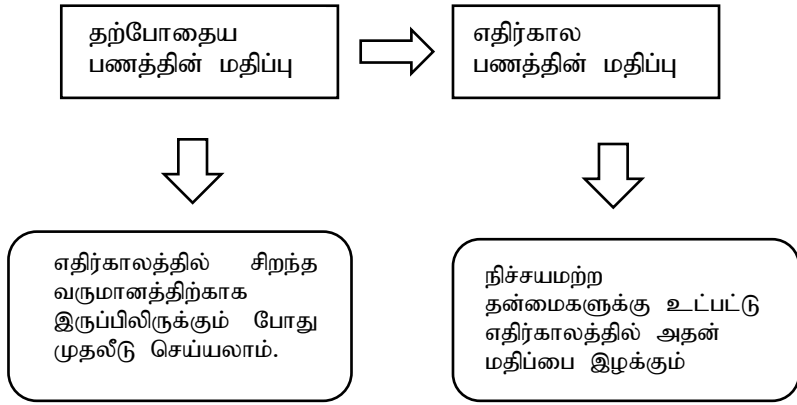 தற்போதைய
பணத்தின் மதிப்பு
எதிர்கால
பணத்தின் மதிப்பு
எதிர்காலத்தில் சிறந்த
வருமானத்திற்காக
இருப்பிலிருக்கும் போது
முதலீடு செய்யலாம்.
நிச்சயமற்ற
தன்மைகளுக்கு உட்பட்டு
எதிர்காலத்தில் அதன்
மதிப்பை இழக்கும்